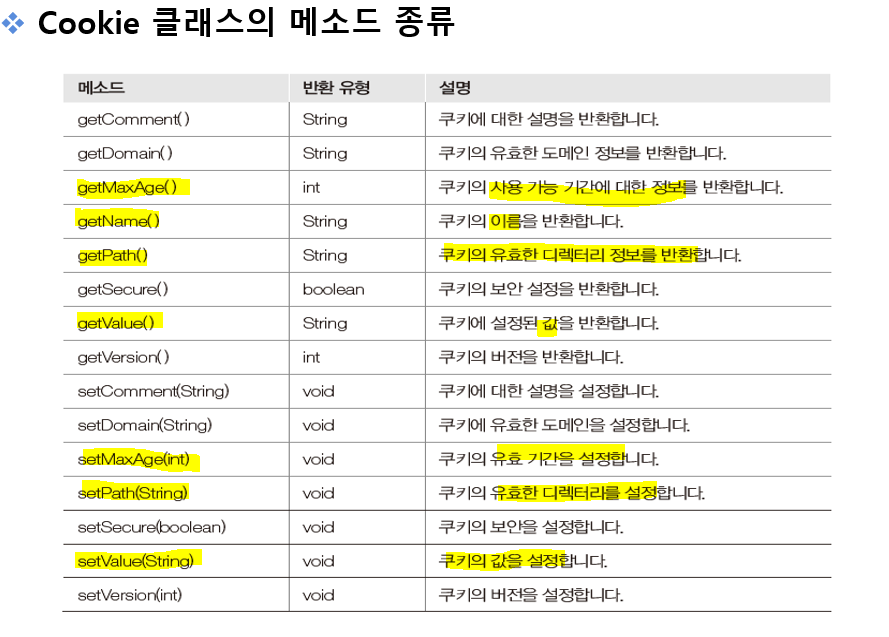 Cookie 클래스의 메소드 종류
메소드 반환 유형 설명
getComment() String 쿠키에 대한 설명을 반환합니다.
getDomain() String 쿠키의 유효한 도메인 정보를 반환합니다.
getMaxAge() int 쿠키의 사용 가능 기간에 대한 정보를 반환합니다.
getName() String 쿠키의 이름을 반환합니다.
getPath() String 쿠키의 유효한 디렉터리 정보를 반환합니다.
getSecure() boolean 쿠키의 보안 설정을 반환합니다.
getValue() String 쿠키에 설정된 값을 반환합니다.
getVersion() int 쿠키의 버전을 반환합니다.
setComment(String) void 쿠키에 대한 설명을 설정합니다.
setDomain(String) void 쿠키에 유효한 도메인을 설정합니다.
setMaxAge(int) void 쿠키의 유효 기간을 설정합니다.
setPath(String) void 쿠키의 유효한 디렉터리를 설정합니다.
setSecure(boolean) void 쿠키의 보안을 설정합니다.
setValue(String) void 쿠키의 값을 설정합니다.
setVersion(int) void 쿠키의 버전을 설정합니다.